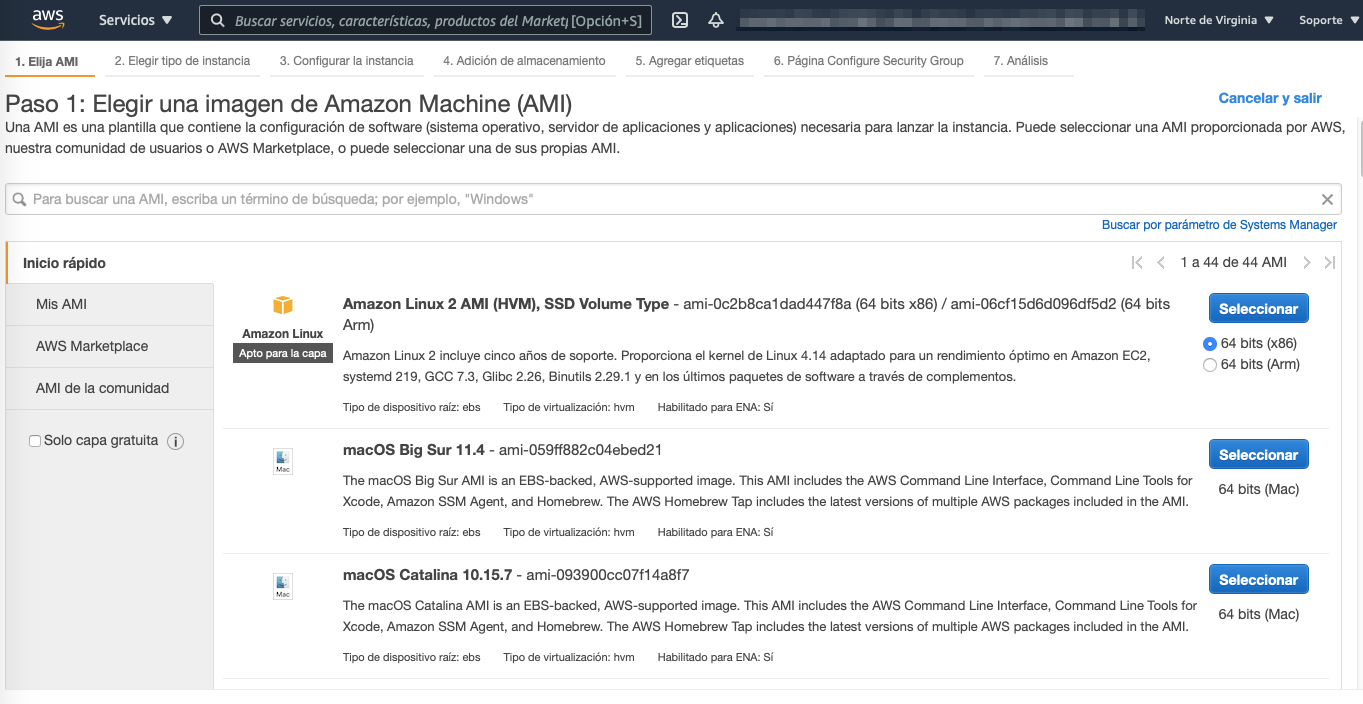 aws Servicios Buscar servicios, características, productos del Market [Opción+S] Norte de Virginia Soporte
1. Elija AMI 2. Elegir tipo de instancia 3. Configurar la instancia 4. Adición de almacenamiento 5. Agregar etiquetas 6. Página Configure Security Group 7. Análisis
Paso 1: Elegir una imagen de Amazon Machine (AMI)
Cancelar y salir
Una AMI es una plantilla que contiene la configuración de software (sistema operativo, servidor de aplicaciones y aplicaciones) necesaria para lanzar la instancia. Puede seleccionar una AMI proporcionada por AWS,
nuestra comunidad de usuarios o AWS Marketplace, o puede seleccionar una de sus propias AMI.
Para buscar una AMI, escriba un término de búsqueda; por ejemplo, "Windows"
Buscar por parámetro de Systems Manager
Inicio rápido
1 a 44 de 44 AMI
Mis AMI
AWS Marketplace
AMI de la comunidad
Solo capa gratuita
Amazon Linux
Apto para la capa
Amazon Linux 2 AMI (HVM), SSD Volume Type - ami-0c2b8ca1dad447f8a (64 bits x86) / ami-06cf15d6d096df5d2 (64 bits
Arm)
Amazon Linux 2 incluye cinco años de soporte. Proporciona el kernel de Linux 4.14 adaptado para un rendimiento óptimo en Amazon EC2,
systemd 219, GCC 7.3, Glibc 2.26, Binutils 2.29.1 y en los últimos paquetes de software a través de complementos.
Tipo de dispositivo raíz: ebs Tipo de virtualización: hvm Habilitado para ENA: Sí
Seleccionar
64 bits (x86)
64 bits (Arm)
Mac
macOS Big Sur 11.4 - ami-059ff882c04ebed21
The macOS Big Sur AMI is an EBS-backed, AWS-supported image. This AMI includes the AWS Command Line Interface, Command Line Tools for
Xcode, Amazon SSM Agent, and Homebrew. The AWS Homebrew Tap includes the latest versions of multiple AWS packages included in the AMI.
Tipo de dispositivo raíz: ebs Tipo de virtualización: hvm Habilitado para ENA: Sí
Seleccionar
64 bits (Mac)
Mac
macOS Catalina 10.15.7 - ami-093900cc07f14a8f7
The macOS Catalina AMI is an EBS-backed, AWS-supported image. This AMI includes the AWS Command Line Interface, Command Line Tools for
Xcode, Amazon SSM Agent, and Homebrew. The AWS Homebrew Tap includes the latest versions of multiple AWS packages included in the AMI.
Tipo de dispositivo raíz: ebs Tipo de virtualización: hvm Habilitado para ENA: Sí
Seleccionar
64 bits (Mac)